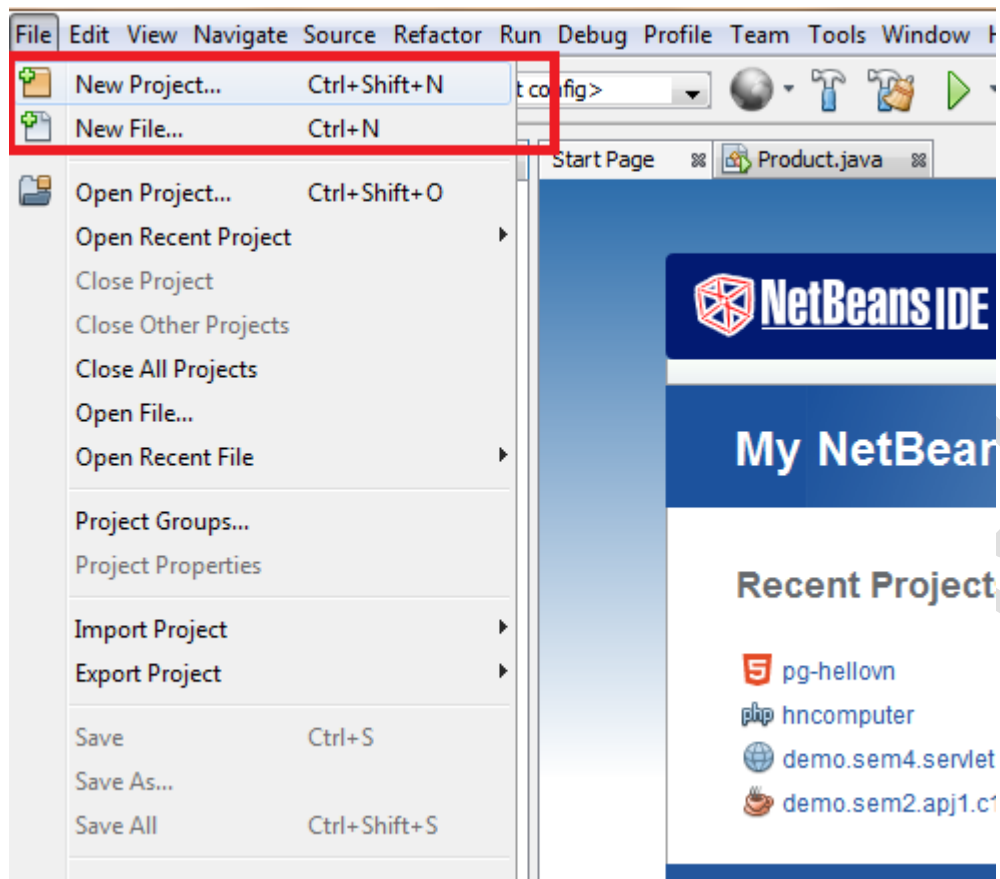 File Edit View Navigate Source Refactor Run Debug Profile Team Tools Window
New Project... Ctrl+Shift+N
config>
New File... Ctrl+N
Start Page Product.java
Open Project... Ctrl+Shift+O
Open Recent Project
Close Project
Close Other Projects
Close All Projects
Open File...
Open Recent File
Project Groups...
Project Properties
Import Project
Export Project
Save Ctrl+S
Save As...
Save All Ctrl+Shift+S
NetBeans IDE
My NetBean
Recent Project
pg-hellovn
hncomputer
demo.sem4.servlet
demo.sem2.apj1.c1